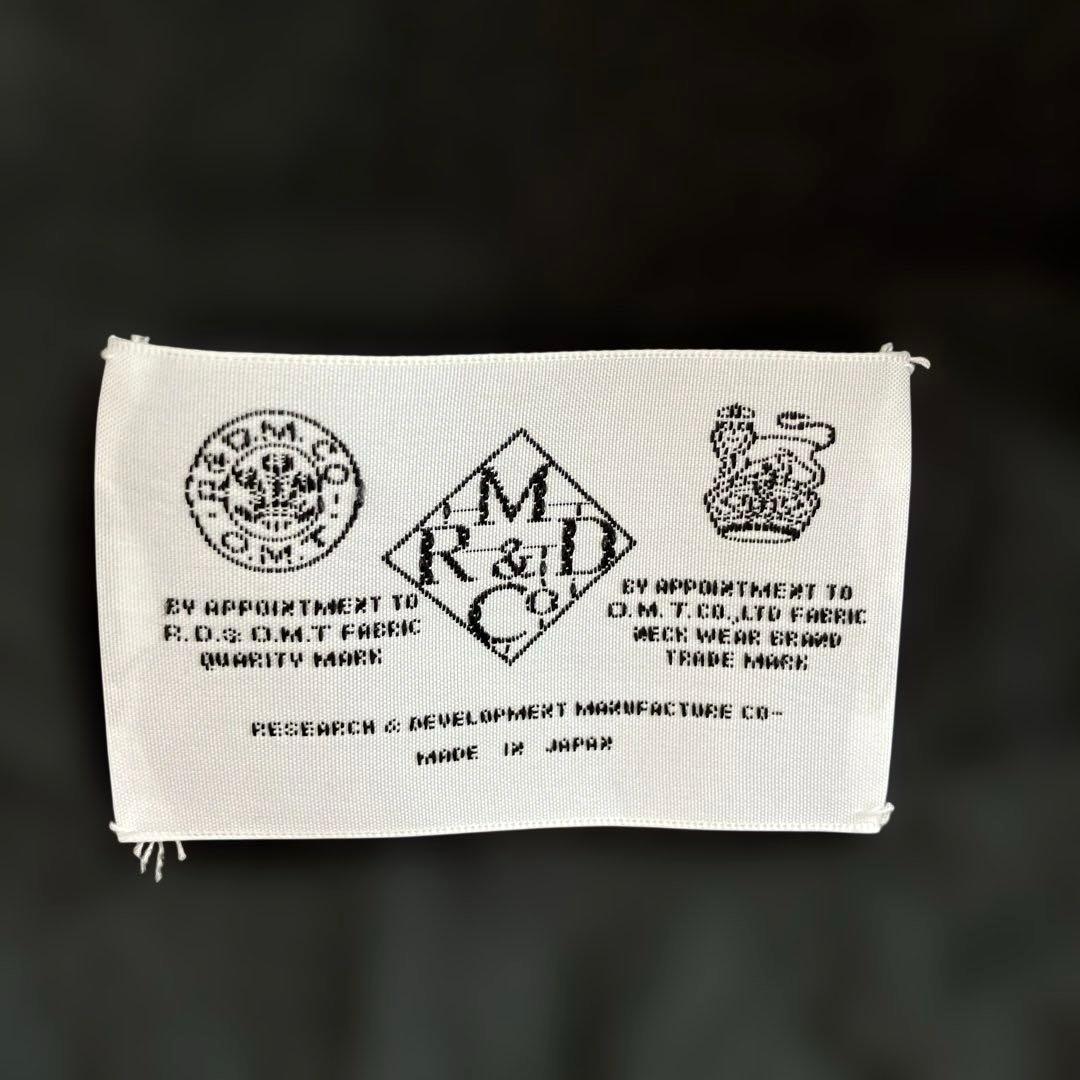 R&D.M.CO-
O.M.T.
M
R & D
Co
BY APPOINTMENT TO
R.D.& O.M.T FABRIC
QUARITY MARK
BY APPOINTMENT TO
O.M.T.CO.,LTD FABRIC
NECK WEAR BRAND
TRADE MARK
RESEARCH & DEVELOPMENT MANUFACTURE CO-
MADE IN JAPAN